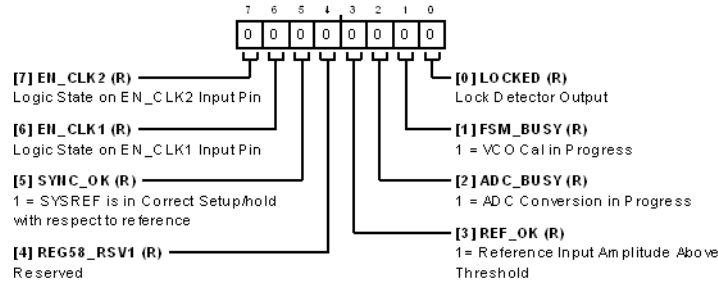 7 6 5 4 3 2 1 0
0 0 0 0 0 0 0 0
[7] EN_CLK2 (R)
Logic State on EN_CLK2 Input Pin
[6] EN_CLK1 (R)
Logic State on EN_CLK1 Input Pin
[5] SYNC_OK (R)
1 = SYSREF is in Correct Setup/hold
with respect to reference
[4] REG58_RSV1 (R)
Reserved
[0] LOCKED (R)
Lock Detector Output
[1] FSM_BUSY (R)
1 = VCO Cal in Progress
[2] ADC_BUSY (R)
1 = ADC Conversion in Progress
[3] REF_OK (R)
1= Reference Input Amplitude Above
Threshold